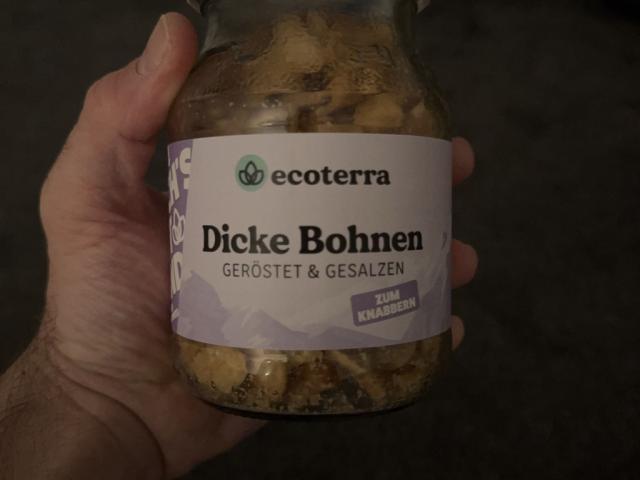 ecoterra
Dicke Bohnen
GERÖSTET & GESALZEN
ZUM
KNABBERN